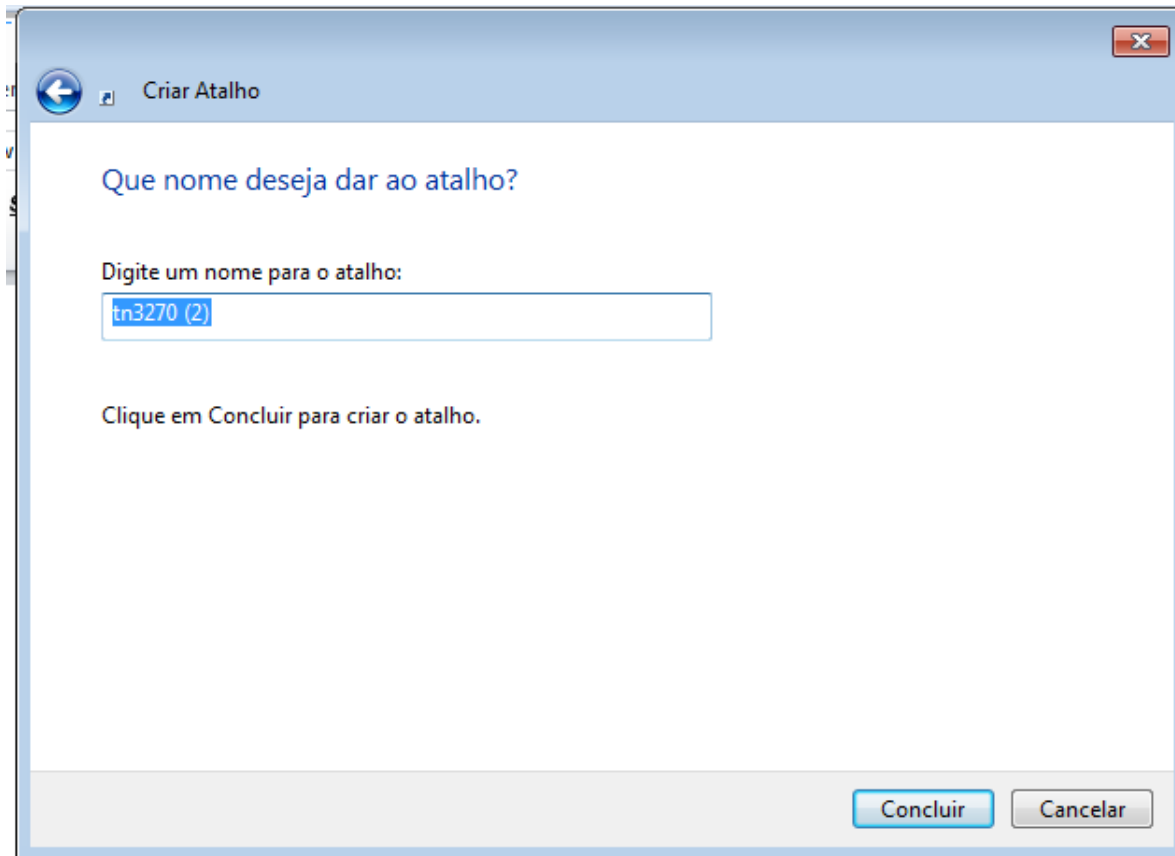 Criar Atalho
Que nome deseja dar ao atalho?
Digite um nome para o atalho:
tn3270 (2)
Clique em Concluir para criar o atalho.
Concluir
Cancelar